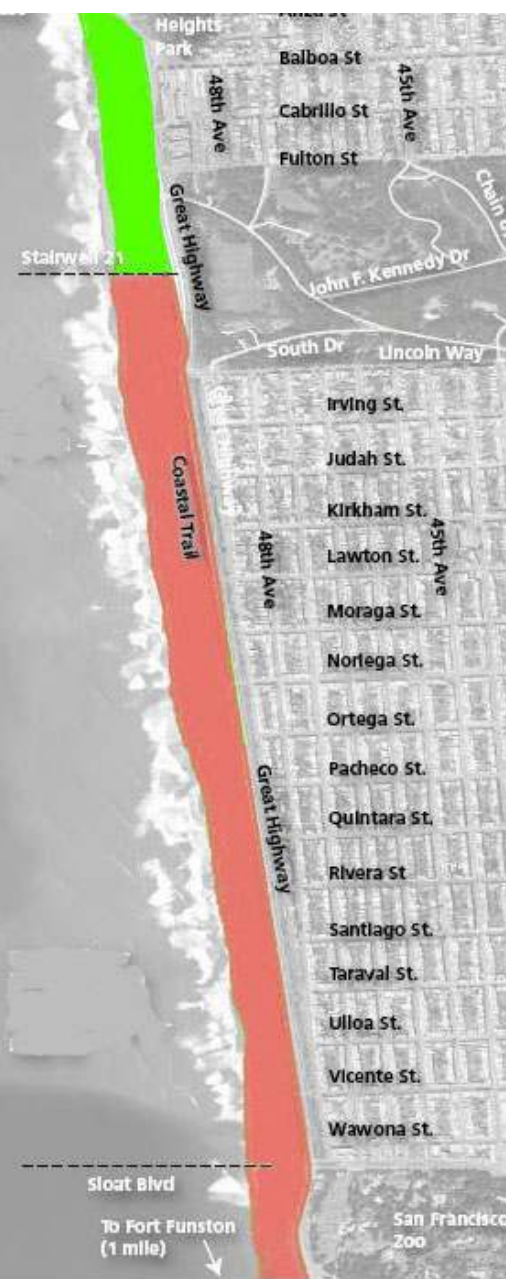 Heights
Park
Balboa St
48th Ave
45th Ave
Cabrillo St
Fulton St
Great Highway
Stairwell 21
John F. Kennedy Dr
South Dr
Lincoln Way
Irving St.
Judah St.
Coastal Trail
Kirkham St.
45th Ave
48th Ave
Lawton St.
Moraga St.
Noriega St.
Ortega St.
Pacheco St.
Great Highway
Quintara St.
Rivera St
Santiago St.
Taraval St.
Ulloa St.
Vicente St.
Wawona St.
Sloat Blvd
To Fort Funston
(1 mile)
San Francisco
Zoo